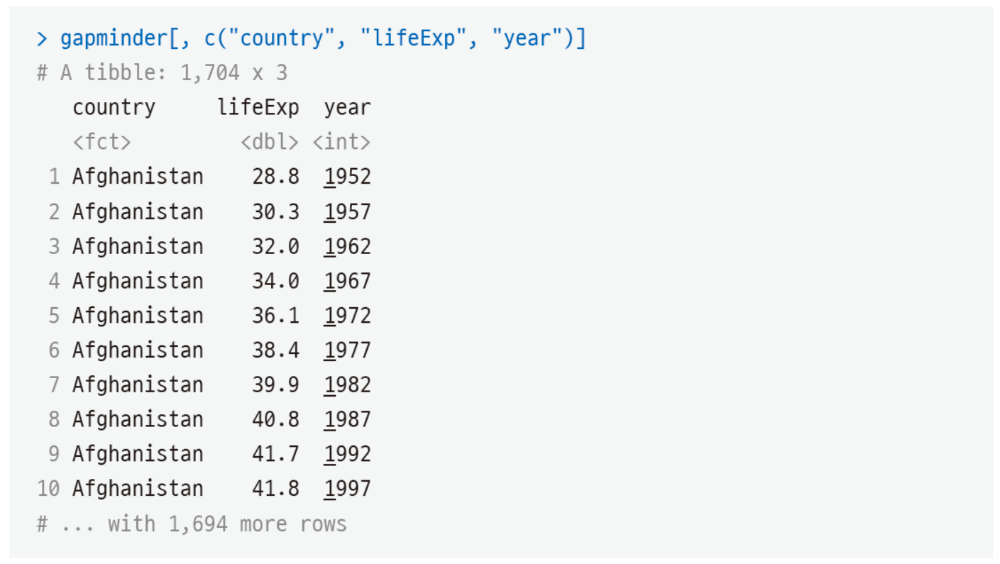 > gapminder[, c("country", "lifeExp", "year")]
# A tibble: 1,704 x 3
   country     lifeExp  year
   <fct>         <dbl> <int>
 1 Afghanistan    28.8  1952
 2 Afghanistan    30.3  1957
 3 Afghanistan    32.0  1962
 4 Afghanistan    34.0  1967
 5 Afghanistan    36.1  1972
 6 Afghanistan    38.4  1977
 7 Afghanistan    39.9  1982
 8 Afghanistan    40.8  1987
 9 Afghanistan    41.7  1992
10 Afghanistan    41.8  1997
# ... with 1,694 more rows